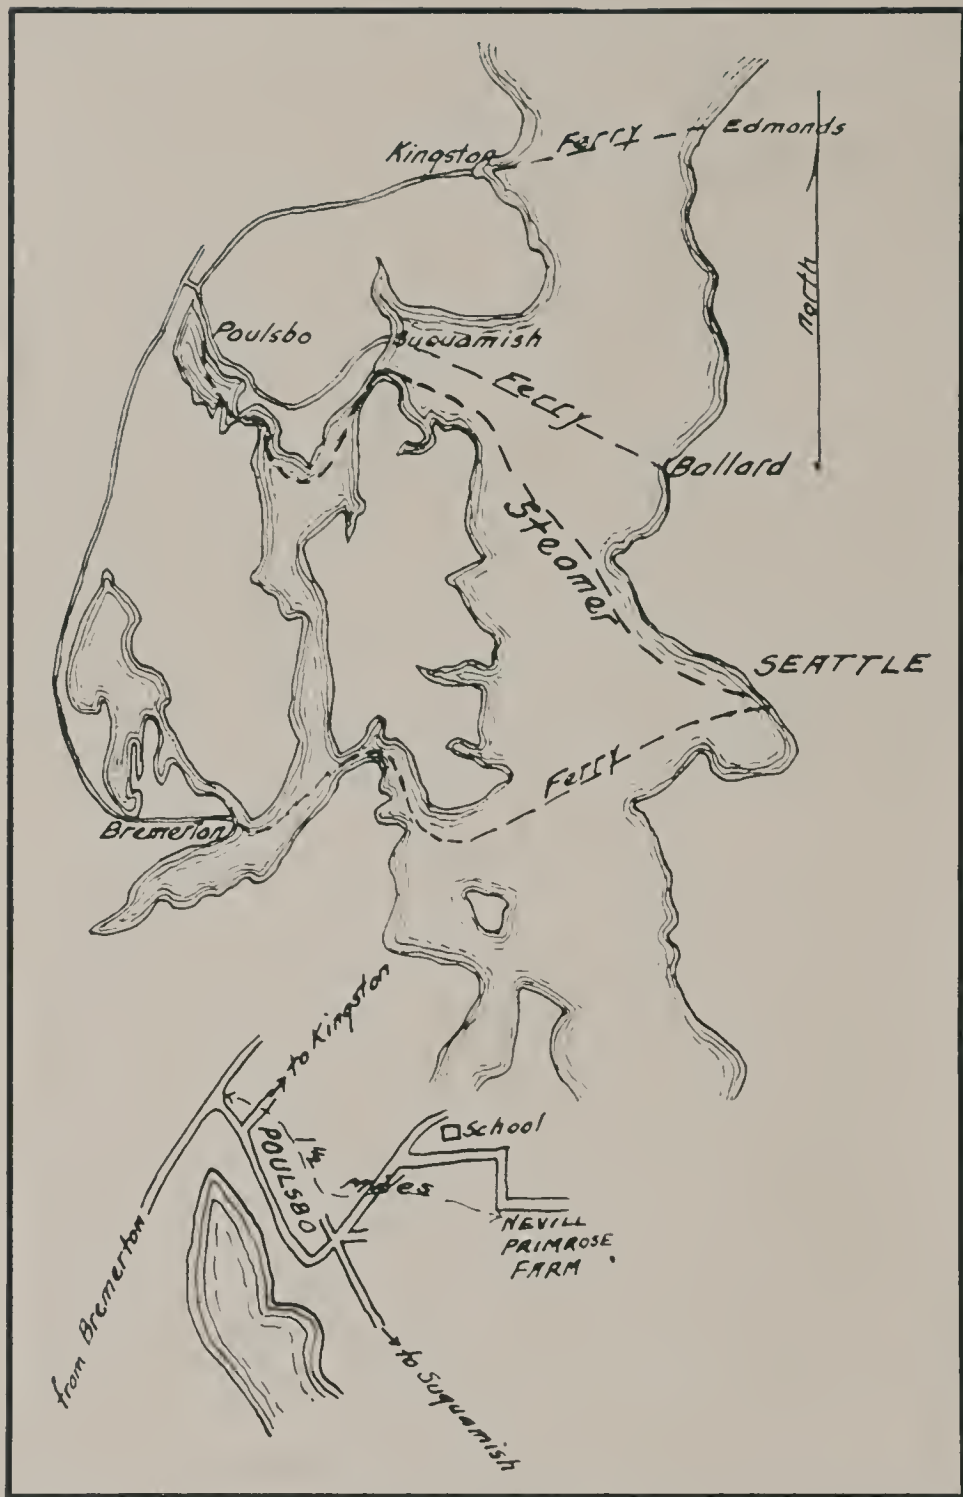 Edmonds
Ferry
Kingston
north
Poulsbo
Suquamish
Ferry
Ballard
Steamer
SEATTLE
Ferry
Bremerton
to Kingston
School
POULSBO
1½
miles
NEVILL
PRIMROSE
FARM
from Bremerton
to Suquamish